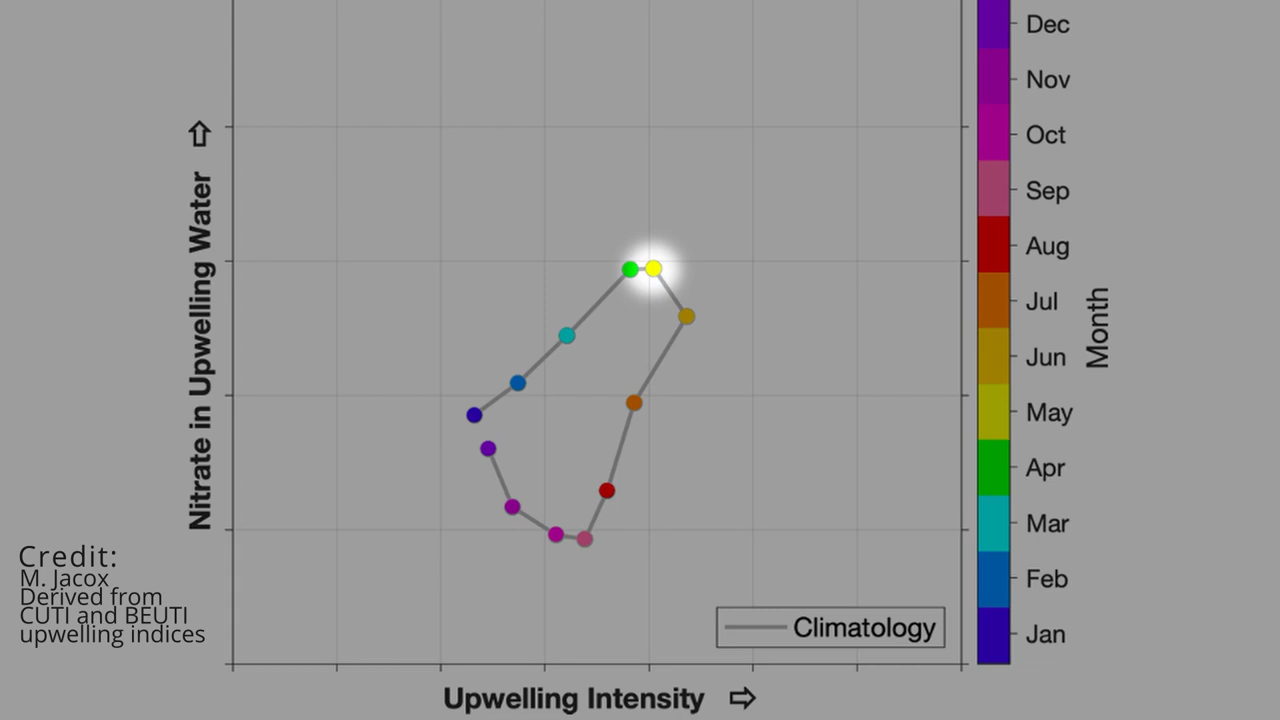 Nitrate in Upwelling Water
Upwelling Intensity
Climatology
Dec
Nov
Oct
Sep
Aug
Jul
Jun
May
Apr
Mar
Feb
Jan
Month
Credit:
M. Jacox
Derived from
CUTI and BEUTI
upwelling indices